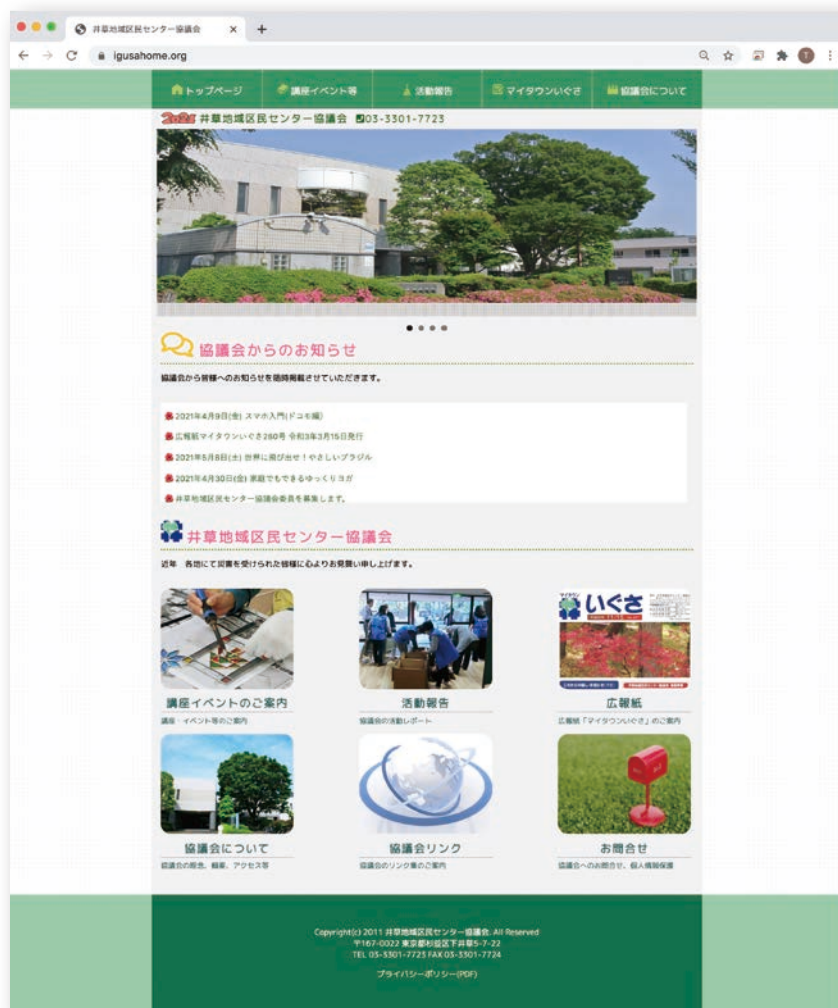 井草地域区民センター協議会
igusahome.org
T
トップページ 講座イベント等 活動報告 マイタウンいぐさ 協議会について
2021 井草地域区民センター協議会 03-3301-7723
協議会からのお知らせ
協議会から皆様へのお知らせを随時掲載させていただきます。
2021年4月9日(金) スマホ入門(ドコモ編)
広報紙マイタウンいぐさ260号 令和3年3月15日発行
2021年5月8日(土) 世界に飛び出せ！やさしいブラジル
2021年4月30日(金) 家庭でもできるゆっくりヨガ
井草地域区民センター協議会委員を募集します。
井草地域区民センター協議会
近年 各地にて災害を受けられた皆様に心よりお見舞い申し上げます。
マイタウン
いぐさ
講座イベントのご案内 活動報告 広報紙
講座・イベント等のご案内 協議会の活動レポート 広報紙「マイタウンいぐさ」のご案内
協議会について 協議会リンク お問合せ
協議会の理念、概要、アクセス等 協議会のリンク集のご案内 協議会へのお問合せ、個人情報保護
Copyright(c) 2011 井草地域区民センター協議会. All Reserved
〒167-0022 東京都杉並区下井草5-7-22
TEL 03-3301-7723 FAX 03-3301-7724
プライバシーポリシー(PDF)